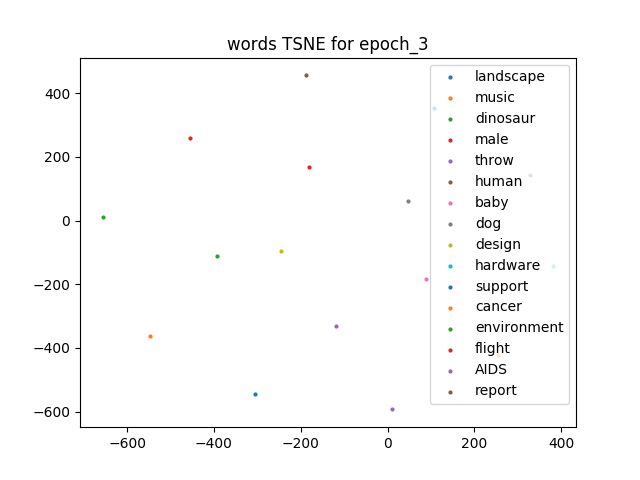 words TSNE for epoch_3
400
200
0
−200
−400
−600
−600
−400
−200
0
200
400
landscape
music
dinosaur
male
throw
human
baby
dog
design
hardware
support
cancer
environment
flight
AIDS
report